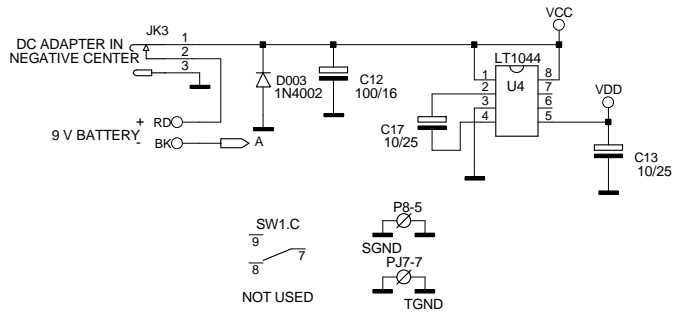 VCC
JK3
DC ADAPTER IN
NEGATIVE CENTER
1
2
3
LT1044
U4
1
2
3
4
8
7
6
5
VDD
D003
1N4002
C12
100/16
+ RD
9 V BATTERY
- BK
A
C17
10/25
C13
10/25
SW1.C
9
8
7
NOT USED
P8-5
SGND
PJ7-7
TGND